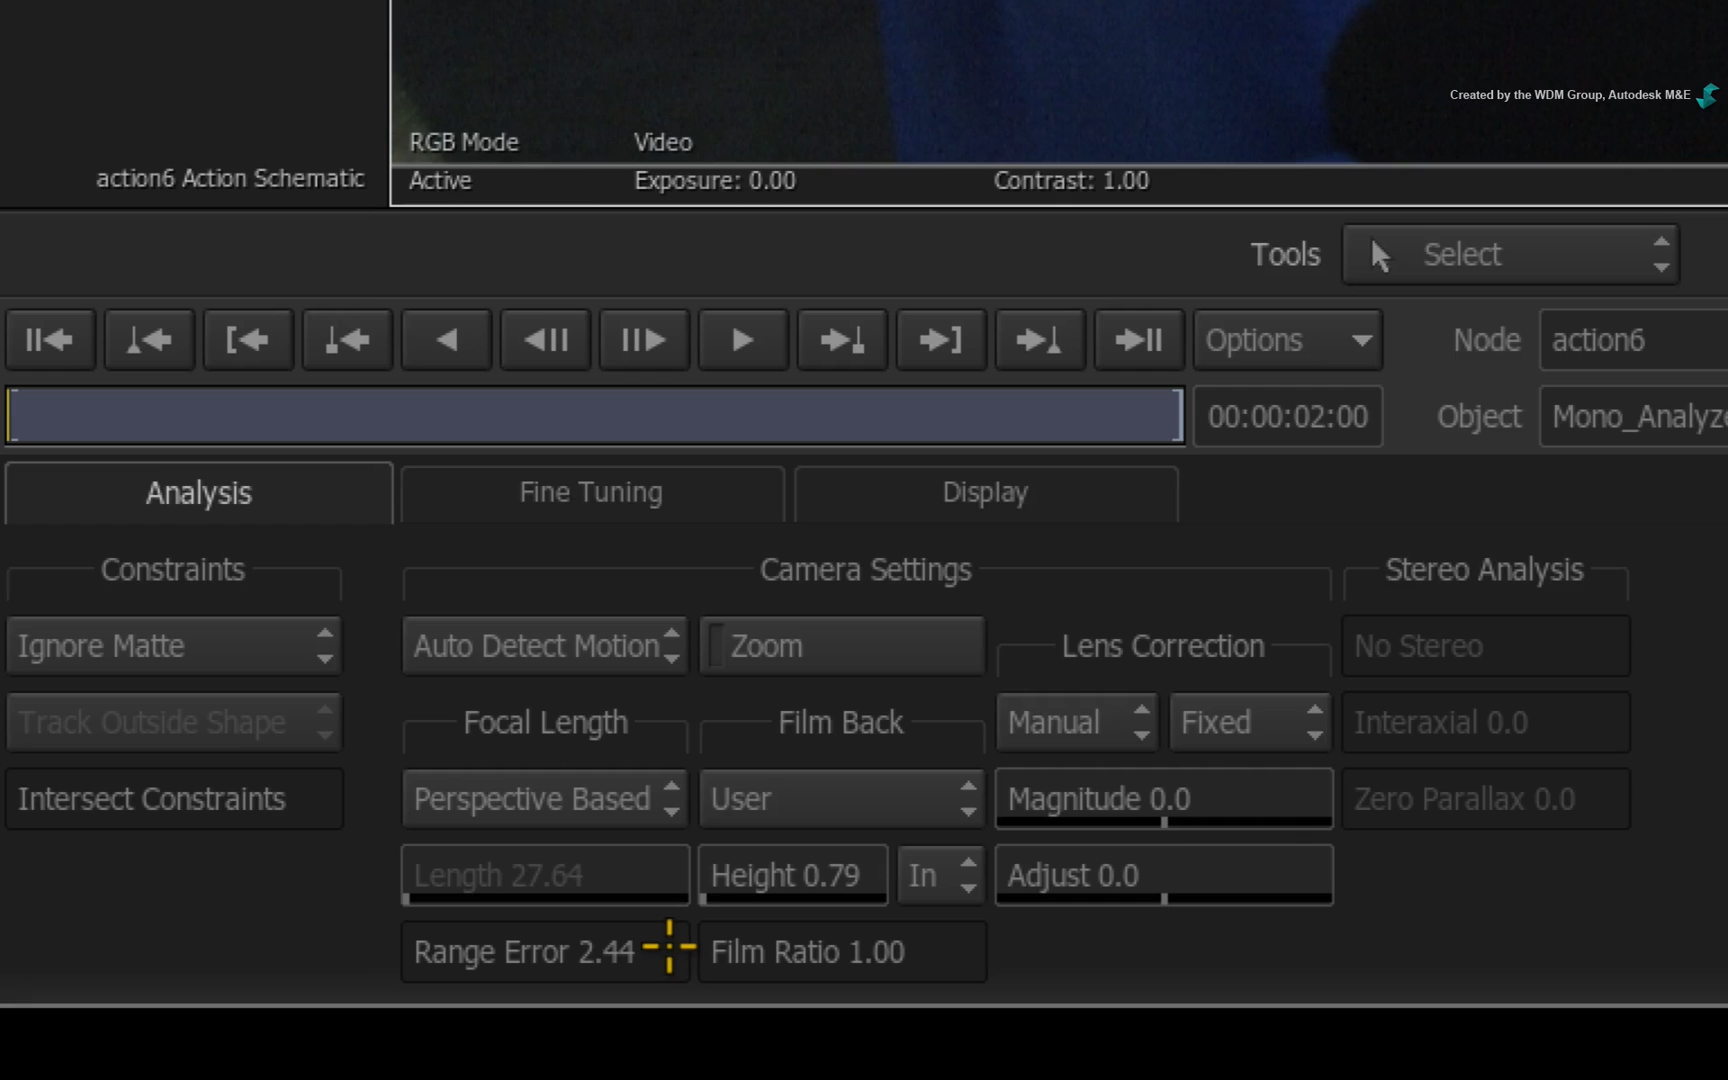 Created by the WDM Group, Autodesk M&E
RGB Mode Video
action6 Action Schematic Active Exposure: 0.00 Contrast: 1.00
Tools Select
Options Node action6
00:00:02:00 Object Mono_Analyze
Analysis Fine Tuning Display
Constraints Camera Settings Stereo Analysis
Ignore Matte Auto Detect Motion Zoom Lens Correction No Stereo
Track Outside Shape Focal Length Film Back Manual Fixed Interaxial 0.0
Intersect Constraints Perspective Based User Magnitude 0.0 Zero Parallax 0.0
Length 27.64 Height 0.79 In Adjust 0.0
Range Error 2.44 Film Ratio 1.00